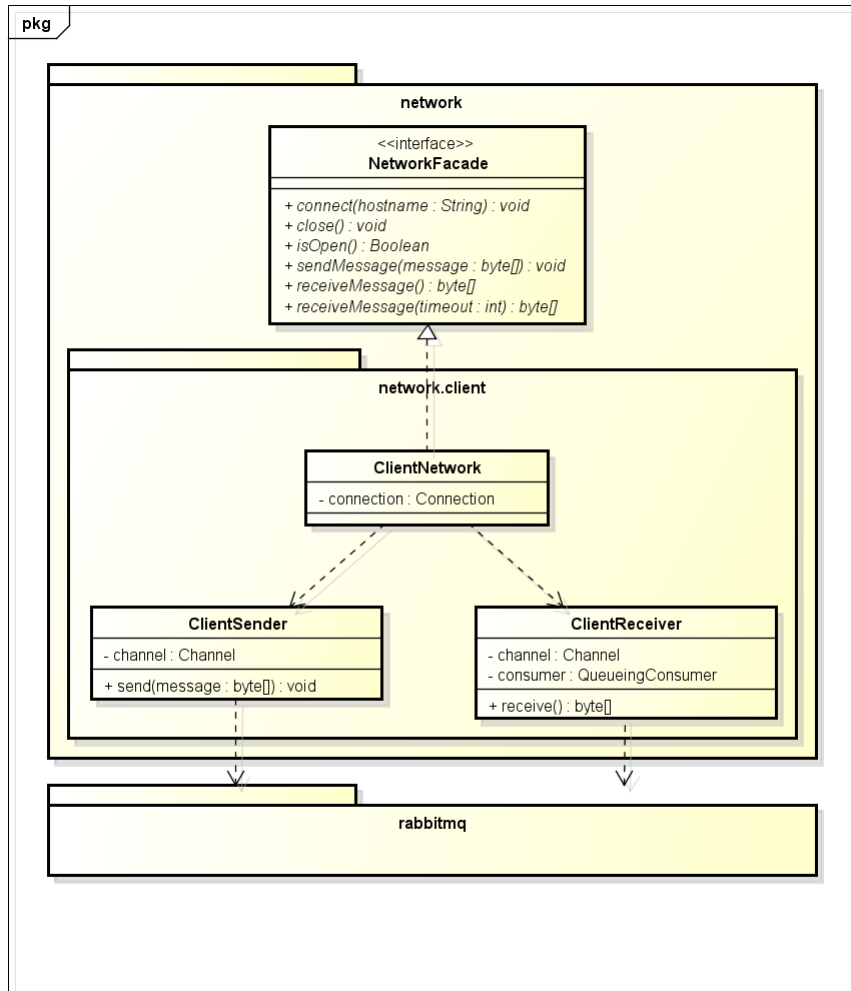 pkg
network
<<interface>>
NetworkFacade
+ connect(hostname : String) : void
+ close() : void
+ isOpen() : Boolean
+ sendMessage(message : byte[]) : void
+ receiveMessage() : byte[]
+ receiveMessage(timeout : int) : byte[]
network.client
ClientNetwork
- connection : Connection
ClientSender
- channel : Channel
+ send(message : byte[]) : void
ClientReceiver
- channel : Channel
- consumer : QueueingConsumer
+ receive() : byte[]
rabbitmq